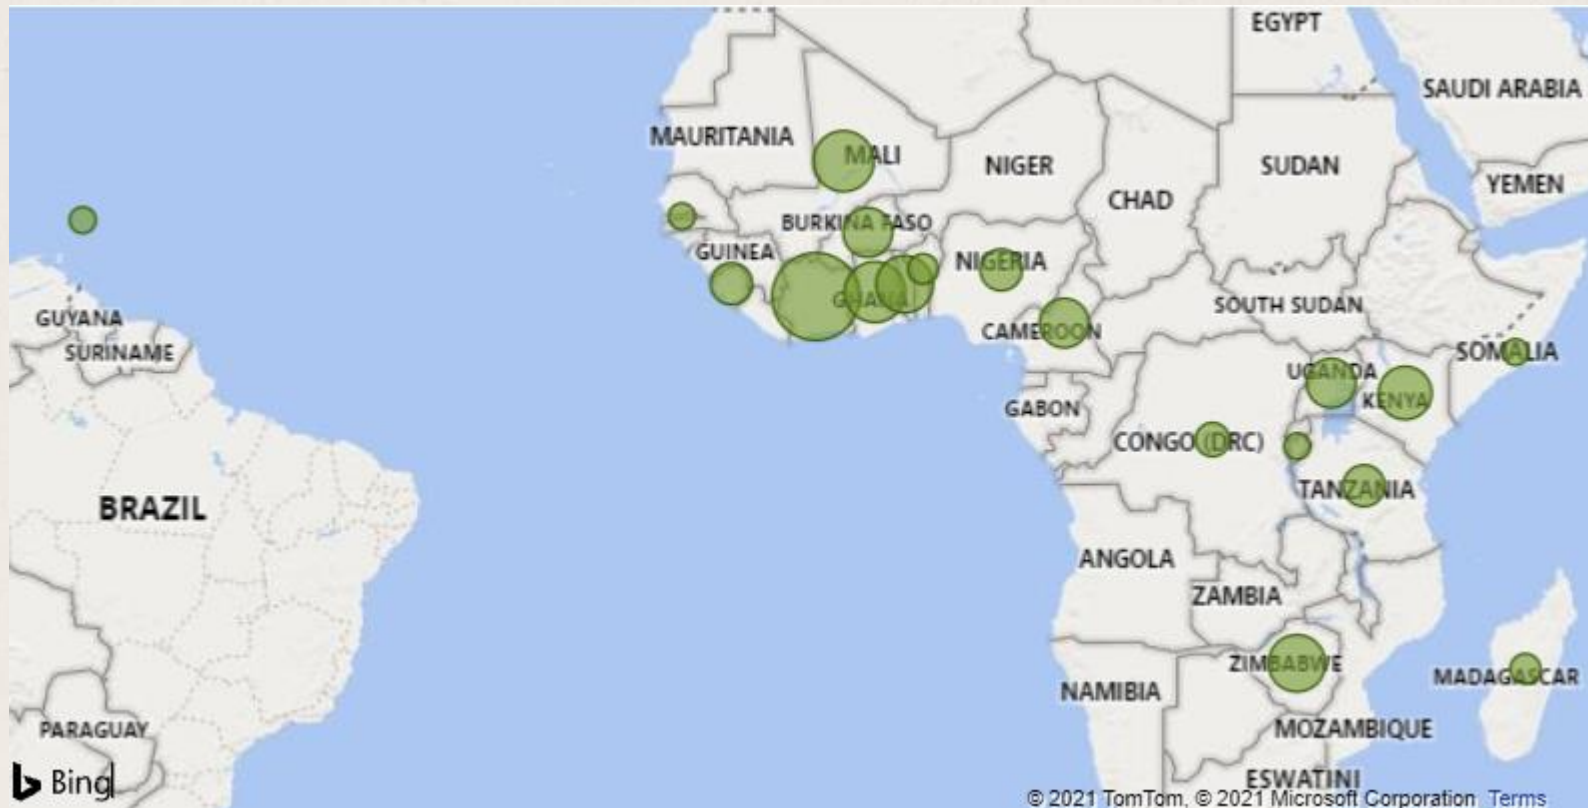 EGYPT
SAUDI ARABIA
MAURITANIA
MALI
NIGER
SUDAN
YEMEN
CHAD
BURKINA FASO
GUINEA
NIGERIA
GHANA
SOUTH SUDAN
GUYANA
CAMEROON
SURINAME
SOMALIA
UGANDA
KENYA
GABON
CONGO (DRC)
TANZANIA
BRAZIL
ANGOLA
ZAMBIA
ZIMBABWE
MADAGASCAR
NAMIBIA
PARAGUAY
MOZAMBIQUE
ESWATINI
Bing
© 2021 TomTom, © 2021 Microsoft Corporation Terms